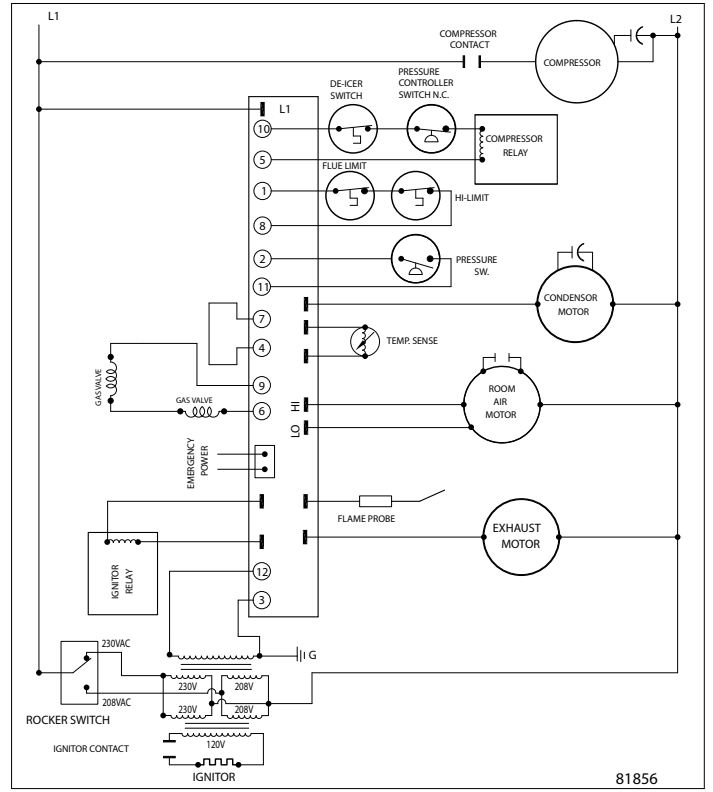 L1
L2
COMPRESSOR
CONTACT
COMPRESSOR
PRESSURE
CONTROLLER
SWITCH N.C.
DE-ICER
SWITCH
L1
10
COMPRESSOR
RELAY
5
FLUE LIMIT
1
HI-LIMIT
8
2
PRESSURE
SW.
11
CONDENSOR
MOTOR
7
TEMP. SENSE
4
GAS VALVE
9
GAS VALVE
6
HI
LO
ROOM
AIR
MOTOR
EMERGENCY
POWER
FLAME PROBE
EXHAUST
MOTOR
IGNITOR
RELAY
12
3
230VAC
G
230V
208V
208VAC
230V
208V
ROCKER SWITCH
IGNITOR CONTACT
120V
IGNITOR
81856